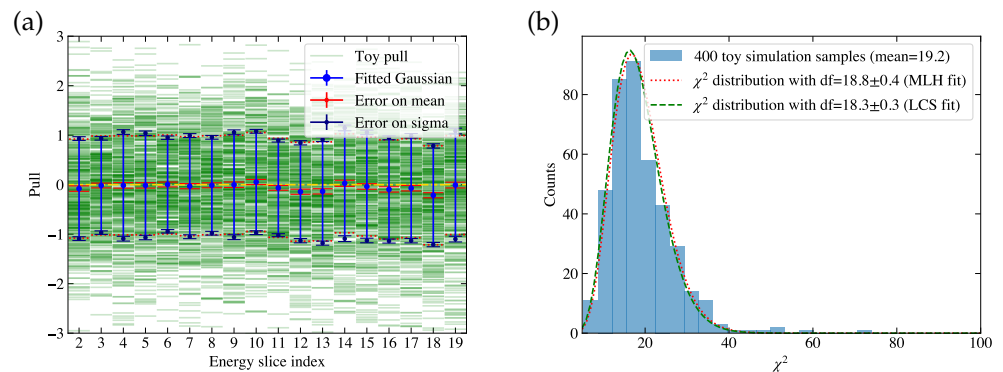 (a)
3
2
1
0
−1
−2
−3
Pull
Toy pull
Fitted Gaussian
Error on mean
Error on sigma
2 3 4 5 6 7 8 9 10 11 12 13 14 15 16 17 18 19
Energy slice index
(b)
80
60
40
20
0
Counts
400 toy simulation samples (mean=19.2)
χ² distribution with df=18.8±0.4 (MLH fit)
χ² distribution with df=18.3±0.3 (LCS fit)
20 40 60 80 100
χ²